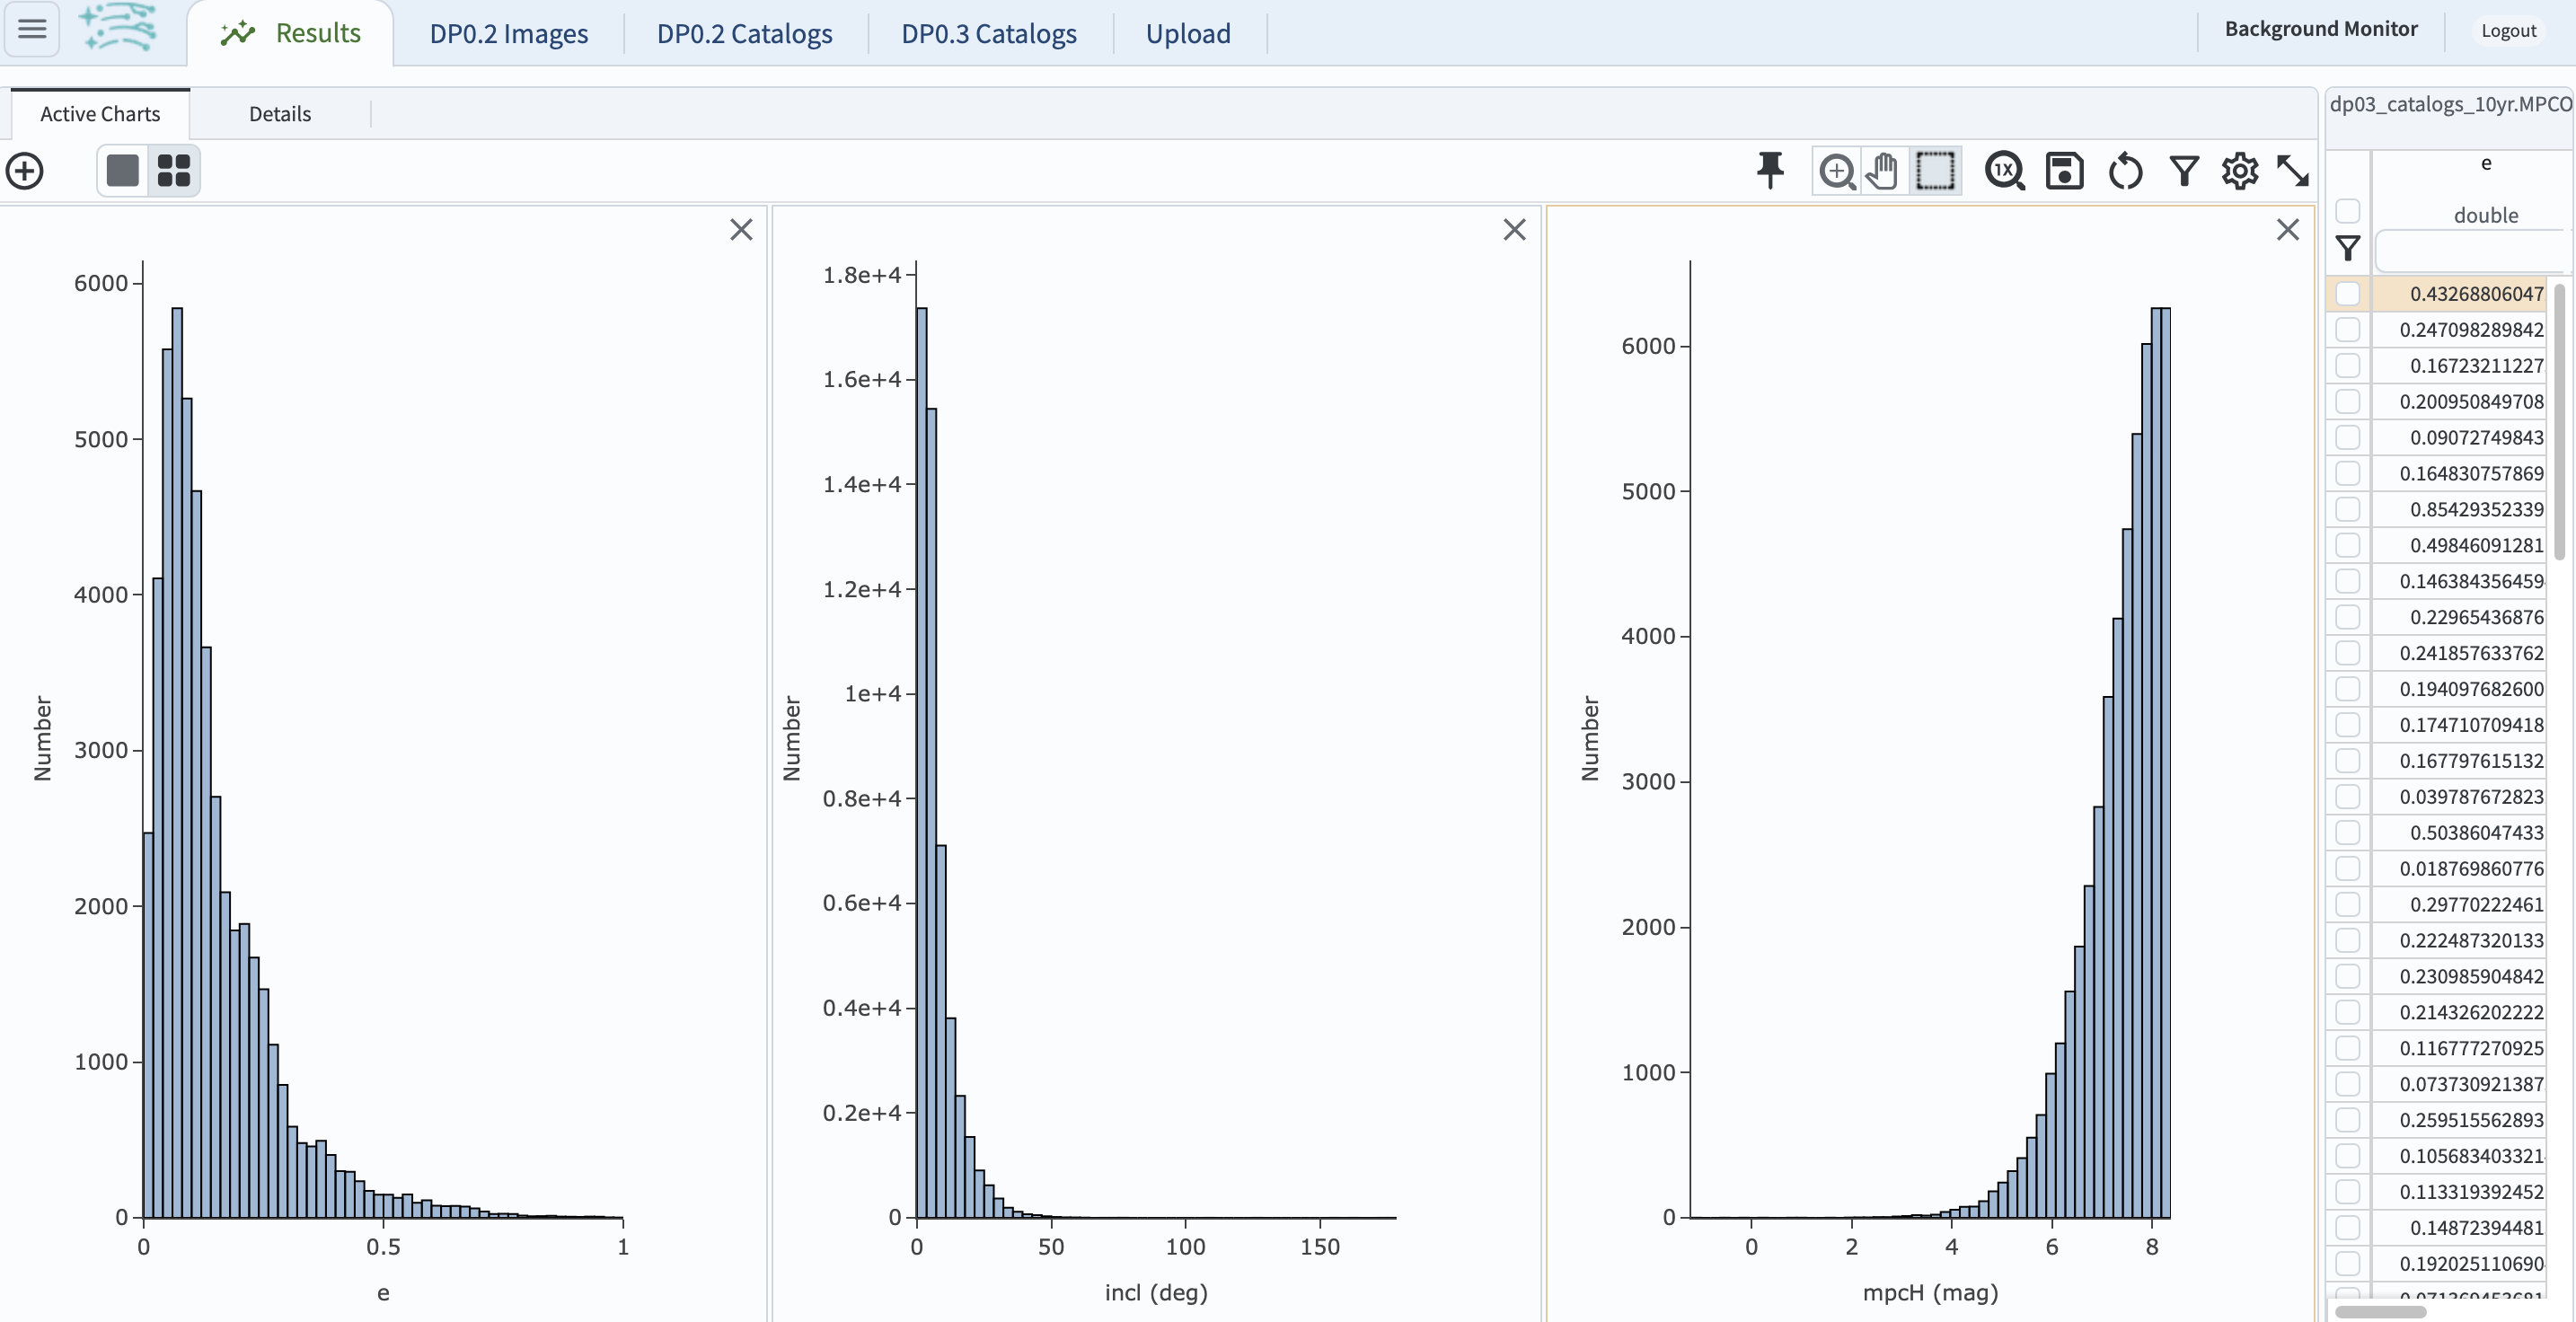 Results DP0.2 Images DP0.2 Catalogs DP0.3 Catalogs Upload Background Monitor Logout
Active Charts Details
1X
6000
5000
4000
3000
2000
1000
0
Number
0 0.5 1
e
1.8e+4
1.6e+4
1.4e+4
1.2e+4
1e+4
0.8e+4
0.6e+4
0.4e+4
0.2e+4
0
Number
0 50 100 150
incl (deg)
6000
5000
4000
3000
2000
1000
0
Number
0 2 4 6 8
mpcH (mag)
dp03_catalogs_10yr.MPCO
e
double
0.43268806047
0.247098289842
0.16723211227
0.200950849708
0.09072749843
0.164830757869
0.85429352339
0.49846091281
0.146384356459
0.22965436876
0.241857633762
0.194097682600
0.174710709418
0.167797615132
0.039787672823
0.50386047433
0.018769860776
0.29770222461
0.222487320133
0.230985904842
0.214326202222
0.116777270925
0.073730921387
0.259515562893
0.105683403321
0.113319392452
0.14872394481
0.192025110690